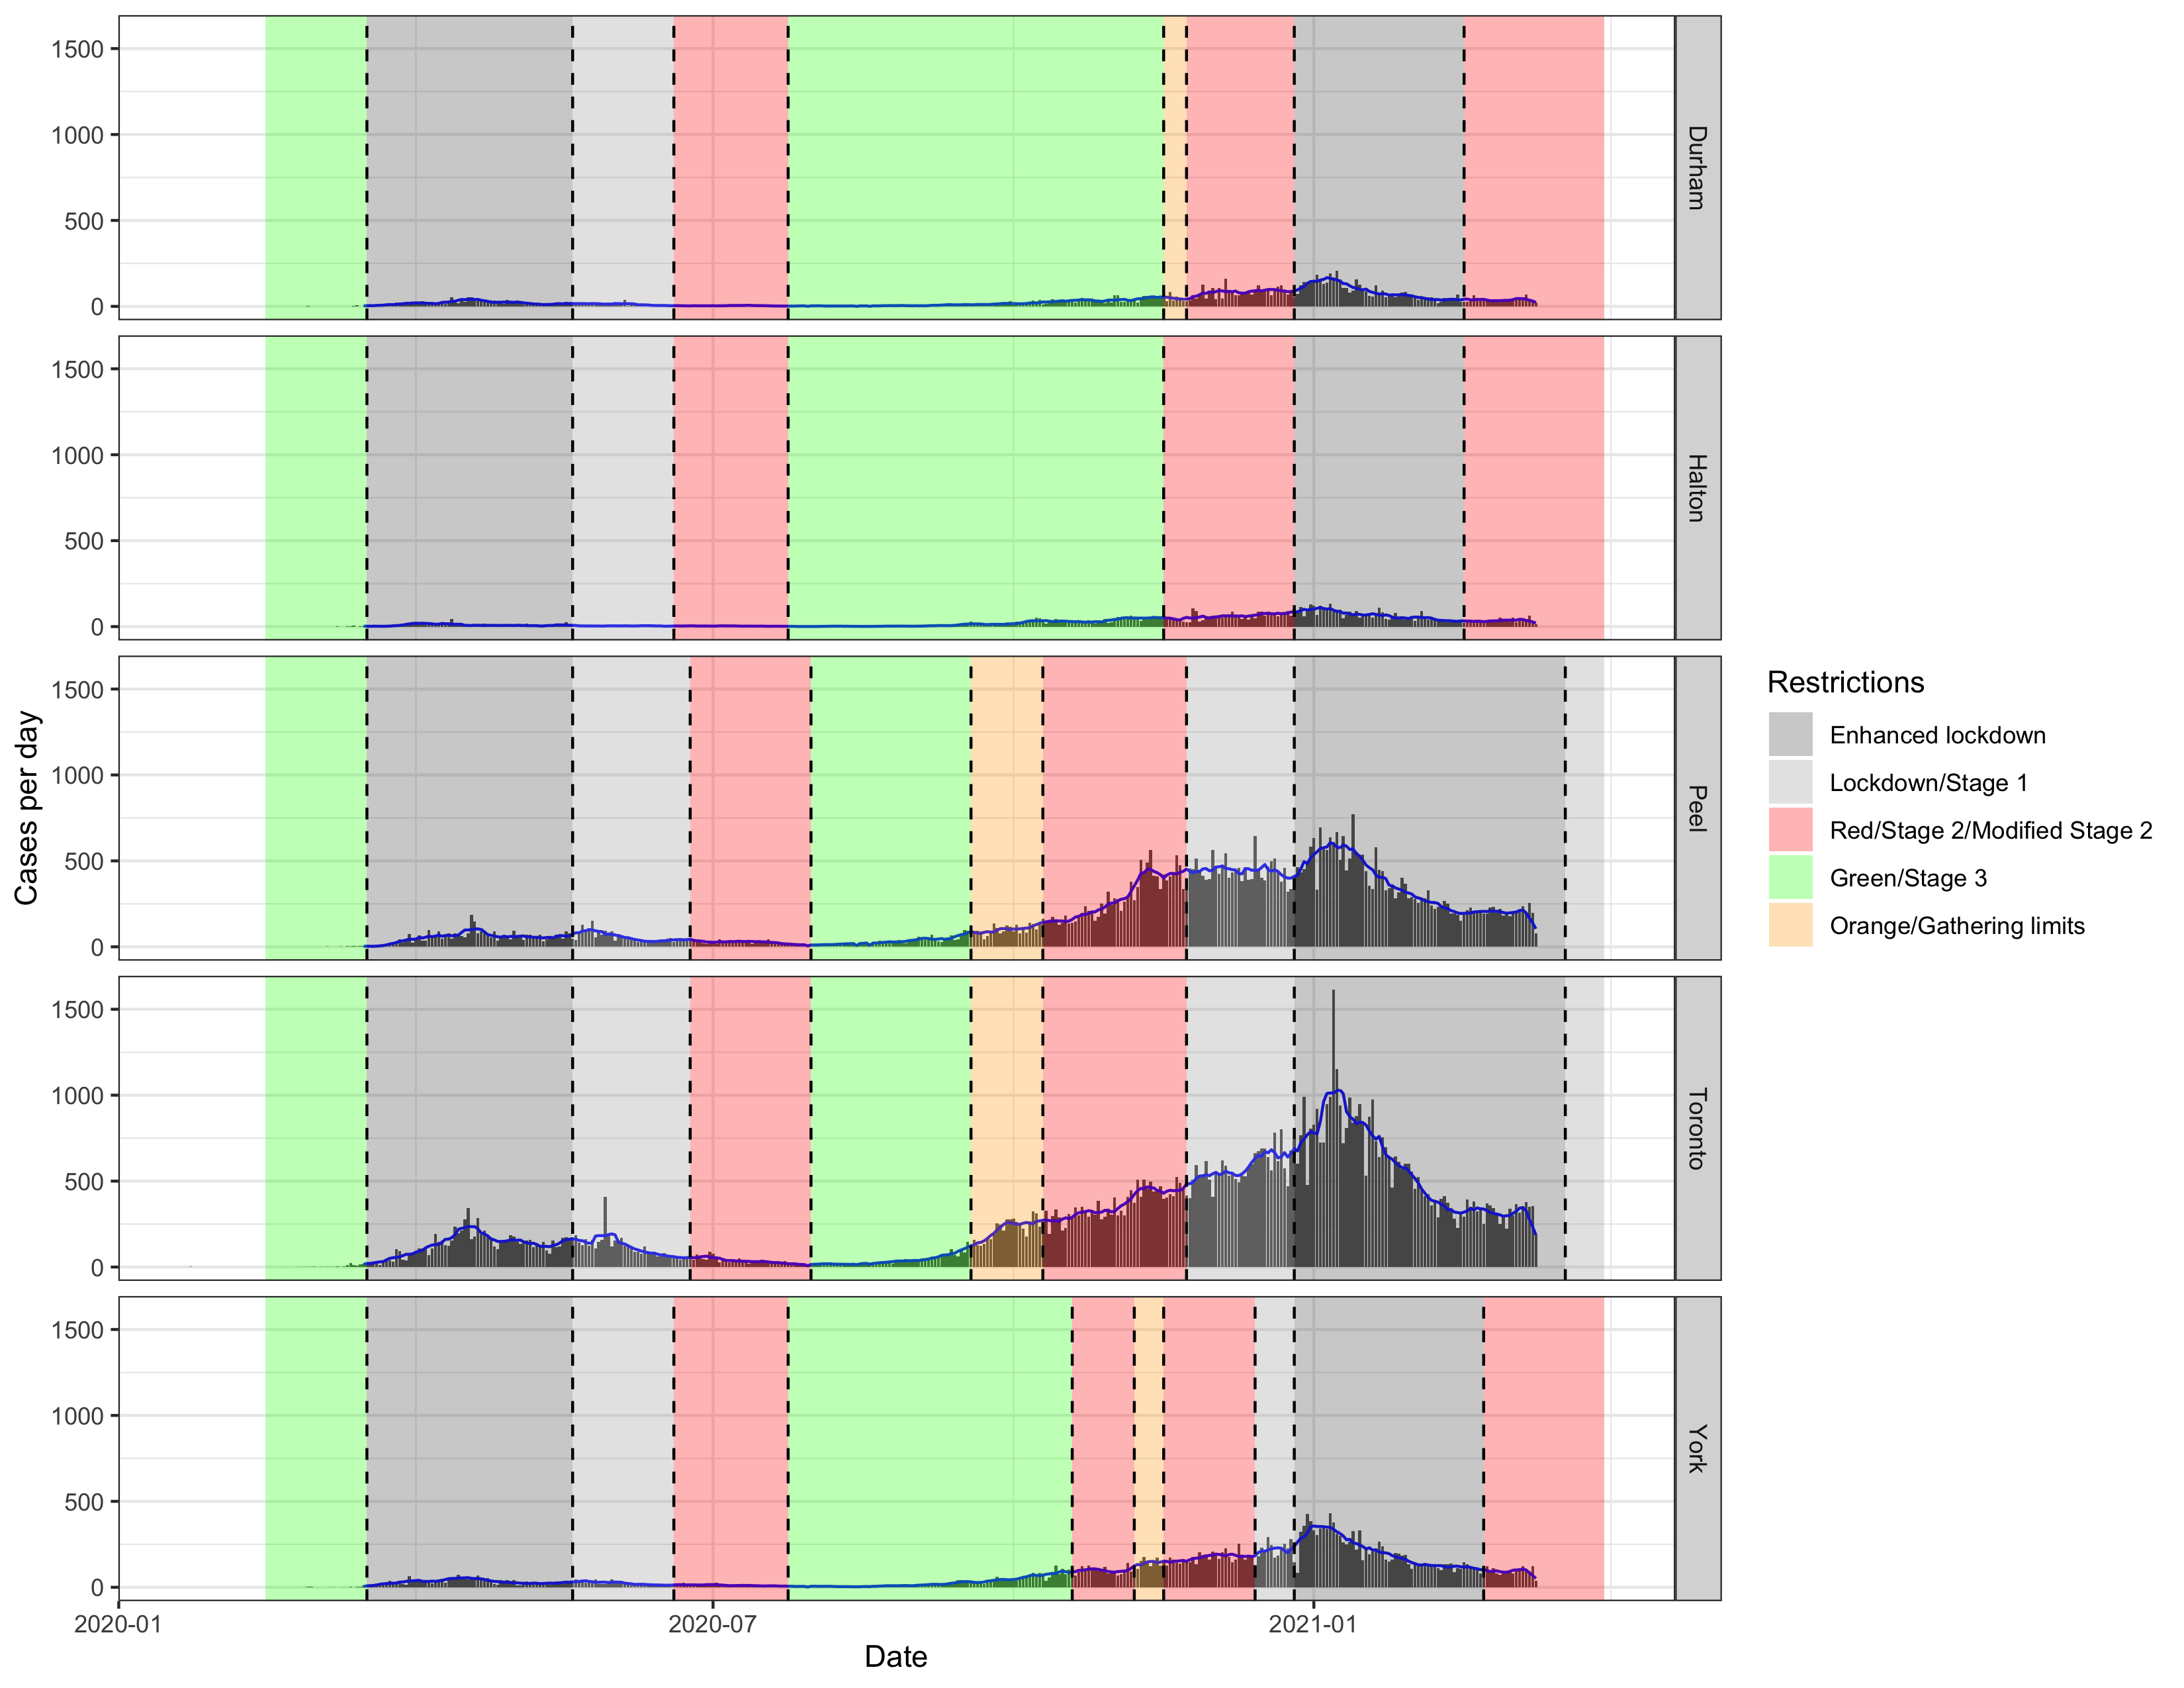 1500
1000
500
0
Durham
1500
1000
500
0
Halton
1500
1000
500
0
Peel
1500
1000
500
0
Toronto
1500
1000
500
0
York
2020-01
2020-07
2021-01
Date
Cases per day
Restrictions
Enhanced lockdown
Lockdown/Stage 1
Red/Stage 2/Modified Stage 2
Green/Stage 3
Orange/Gathering limits